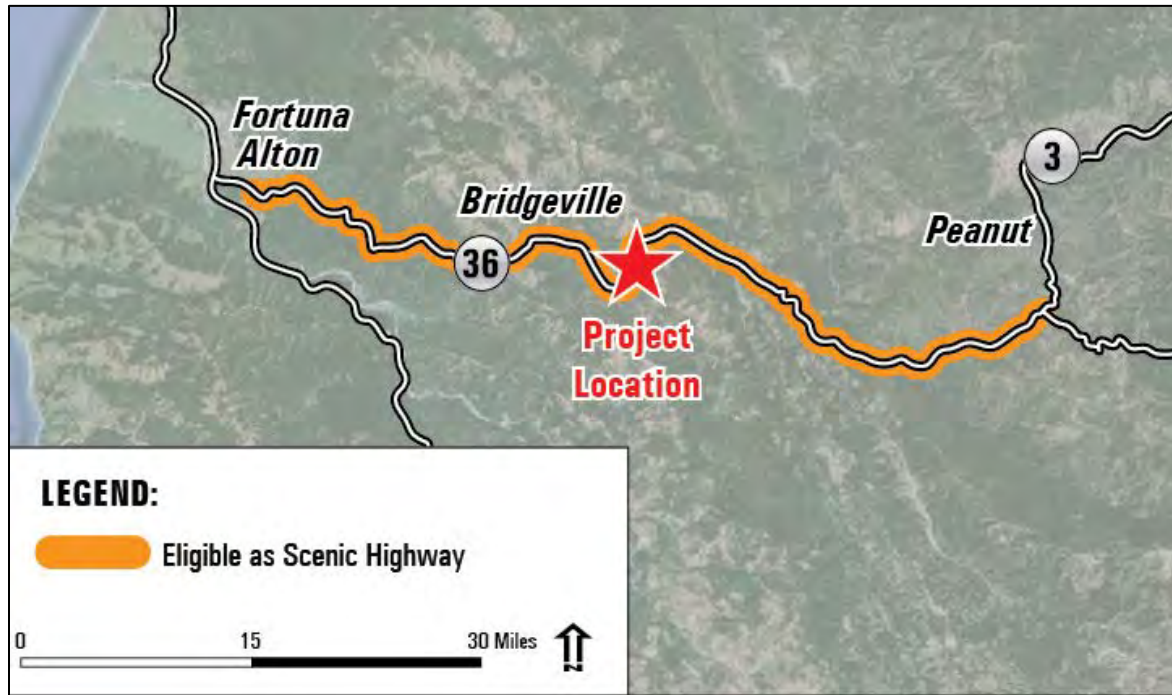 Fortuna
Alton
3
Bridgeville
Peanut
36
Project
Location
LEGEND:
Eligible as Scenic Highway
0 15 30 Miles
N